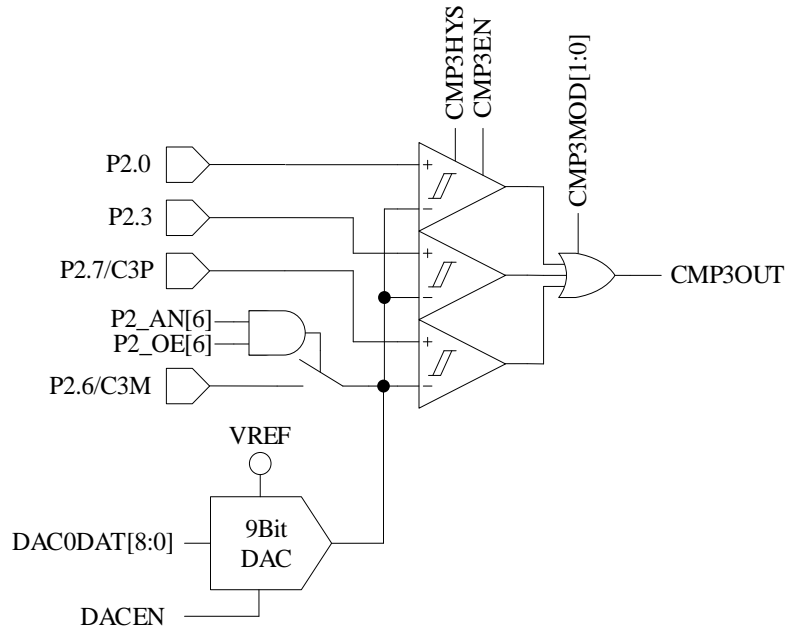 CMP3HYS
CMP3EN
CMP3MOD[1:0]
P2.0
+
−
P2.3
+
−
P2.7/C3P
+
−
CMP3OUT
P2_AN[6]
P2_OE[6]
P2.6/C3M
VREF
DAC0DAT[8:0]
9Bit
DAC
DACEN